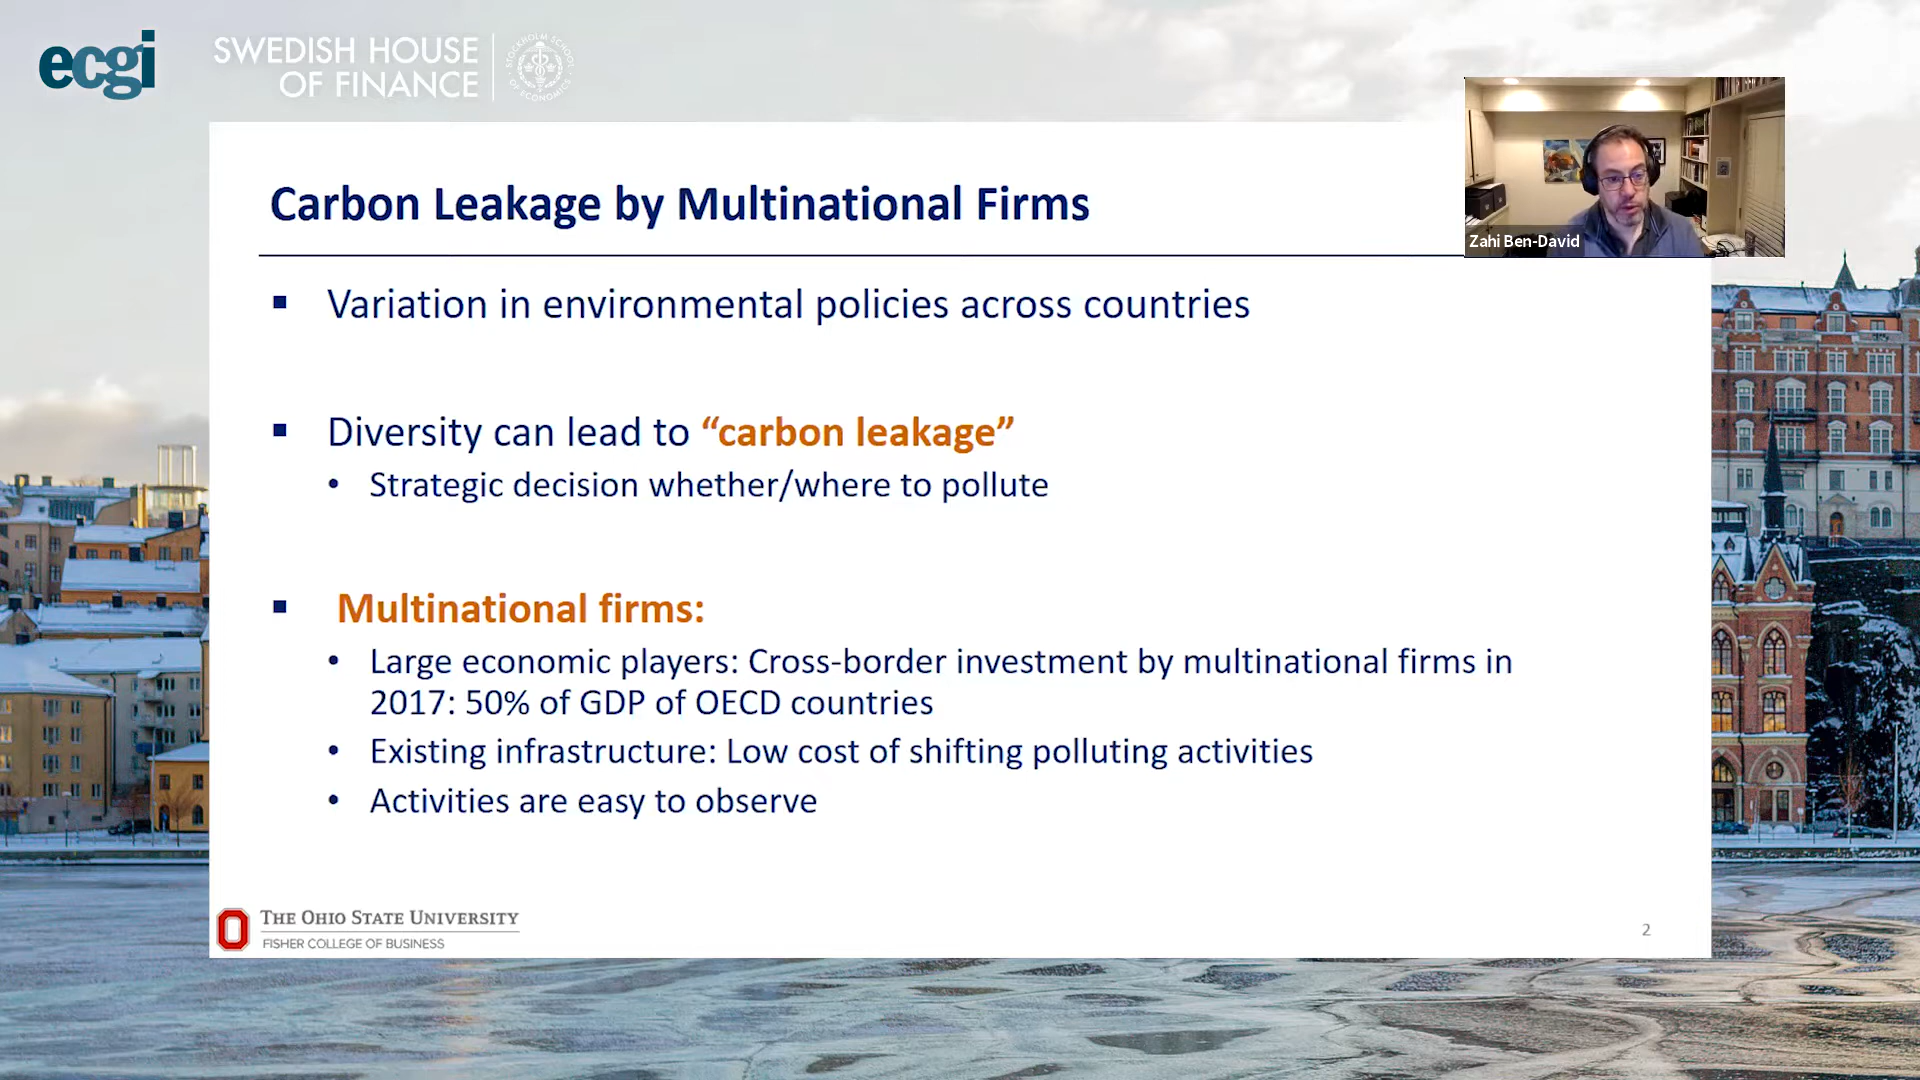 ecgi
SWEDISH HOUSE
OF FINANCE
STOCKHOLM SCHOOL
OF ECONOMICS
Zahi Ben-David
Carbon Leakage by Multinational Firms
▪ Variation in environmental policies across countries
▪ Diversity can lead to “carbon leakage”
• Strategic decision whether/where to pollute
▪ Multinational firms:
• Large economic players: Cross-border investment by multinational firms in
2017: 50% of GDP of OECD countries
• Existing infrastructure: Low cost of shifting polluting activities
• Activities are easy to observe
THE OHIO STATE UNIVERSITY
FISHER COLLEGE OF BUSINESS
2